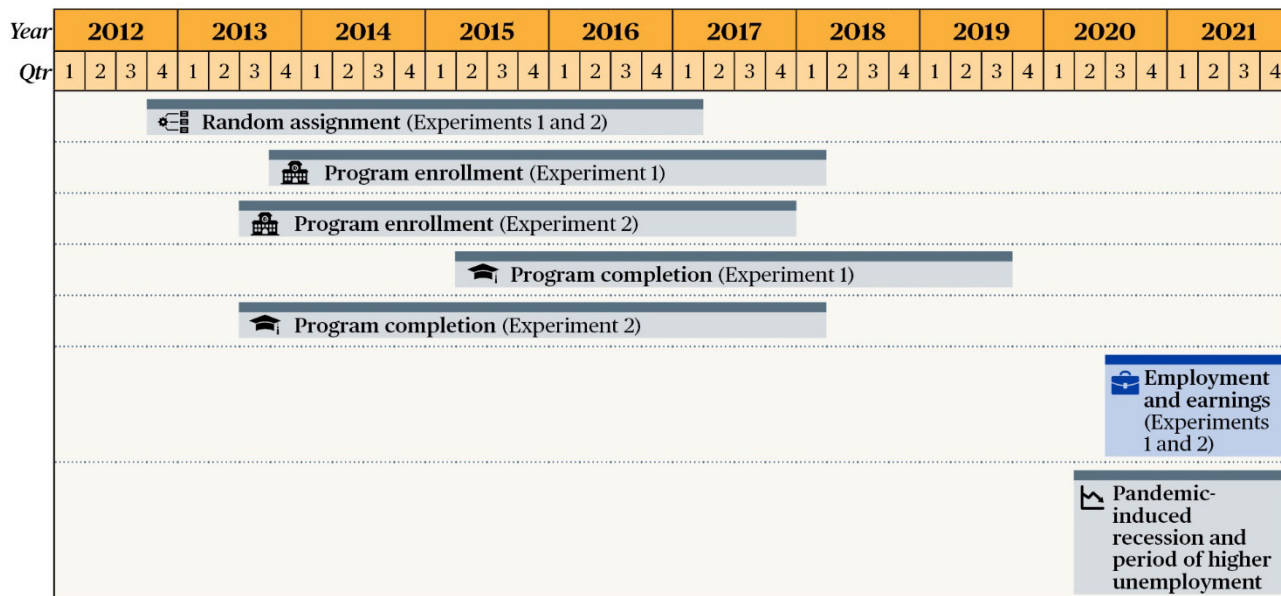 Year 2012 2013 2014 2015 2016 2017 2018 2019 2020 2021
Qtr 1 2 3 4 1 2 3 4 1 2 3 4 1 2 3 4 1 2 3 4 1 2 3 4 1 2 3 4 1 2 3 4 1 2 3 4 1 2 3 4
Random assignment (Experiments 1 and 2)
Program enrollment (Experiment 1)
Program enrollment (Experiment 2)
Program completion (Experiment 1)
Program completion (Experiment 2)
Employment
and earnings
(Experiments
1 and 2)
Pandemic-
induced
recession and
period of higher
unemployment